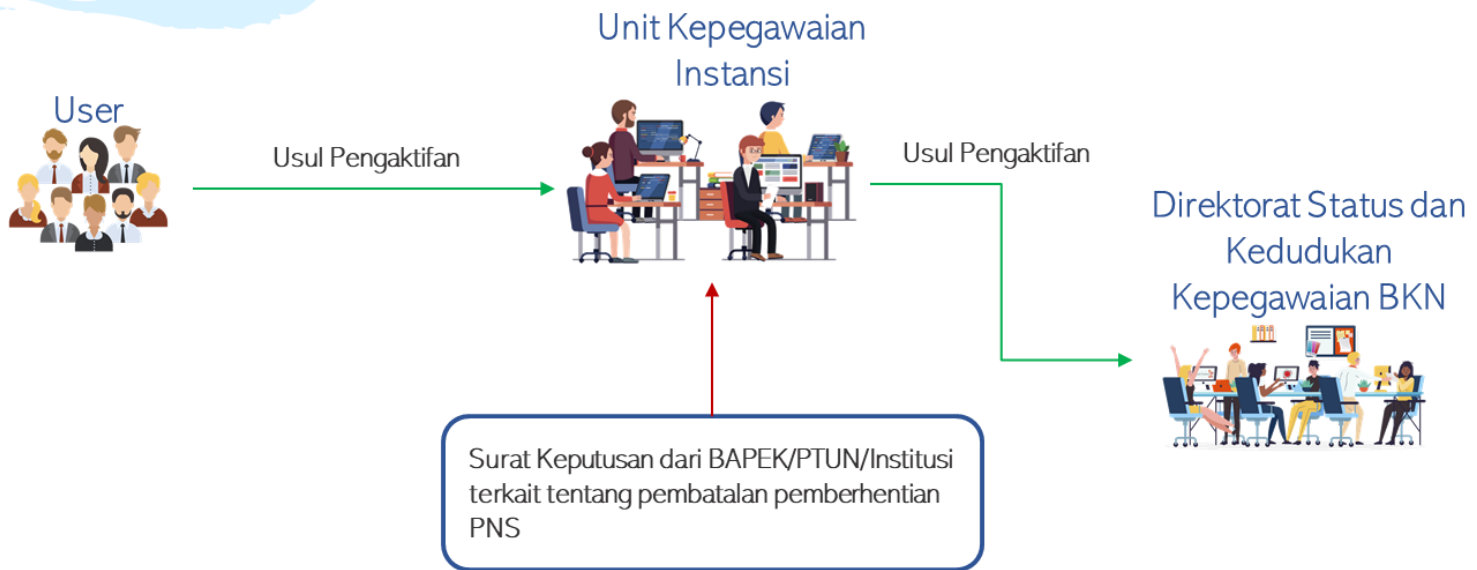 Unit Kepegawaian
Instansi
User
Usul Pengaktifan
Usul Pengaktifan
Direktorat Status dan
Kedudukan
Kepegawaian BKN
Surat Keputusan dari BAPEK/PTUN/Institusi
terkait tentang pembatalan pemberhentian
PNS